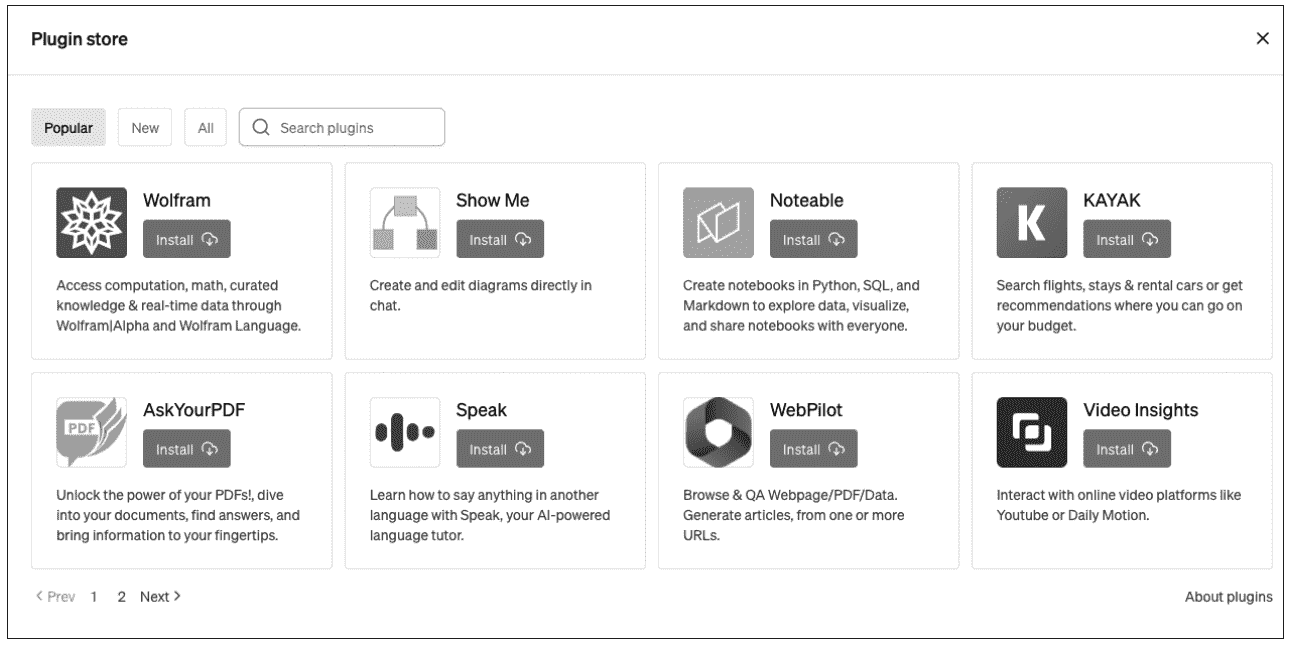 Plugin store
Popular
New
All
Search plugins
Wolfram
Install
Access computation, math, curated
knowledge & real-time data through
Wolfram|Alpha and Wolfram Language.
Show Me
Install
Create and edit diagrams directly in
chat.
Noteable
Install
Create notebooks in Python, SQL, and
Markdown to explore data, visualize,
and share notebooks with everyone.
K
KAYAK
Install
Search flights, stays & rental cars or get
recommendations where you can go on
your budget.
PDF
AskYourPDF
Install
Unlock the power of your PDFs!, dive
into your documents, find answers, and
bring information to your fingertips.
Speak
Install
Learn how to say anything in another
language with Speak, your AI-powered
language tutor.
WebPilot
Install
Browse & QA Webpage/PDF/Data.
Generate articles, from one or more
URLs.
Video Insights
Install
Interact with online video platforms like
Youtube or Daily Motion.
Prev 1 2 Next
About plugins